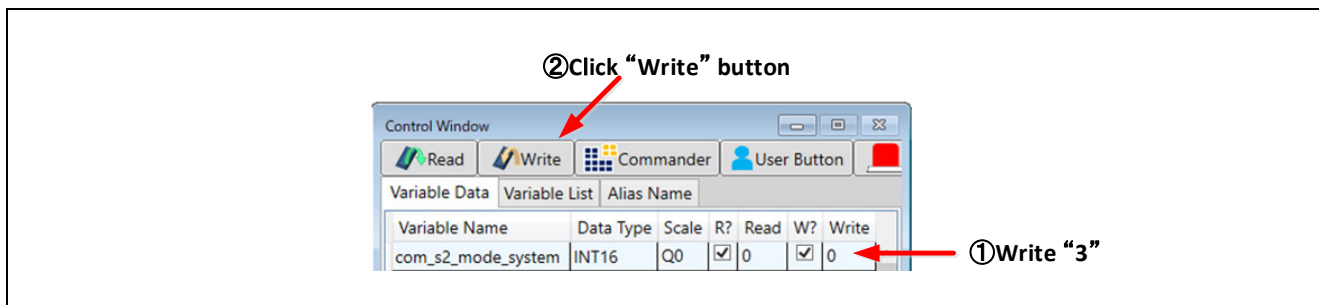 ②Click “Write” button
Control Window
Read Write Commander User Button
Variable Data Variable List Alias Name
Variable Name Data Type Scale R? Read W? Write
com_s2_mode_system INT16 Q0 0 0
①Write “3”